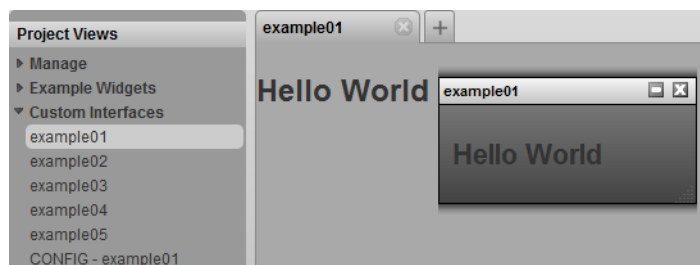 Project Views
Manage
Example Widgets
Custom Interfaces
example01
example02
example03
example04
example05
CONFIG - example01
example01
Hello World
example01
Hello World